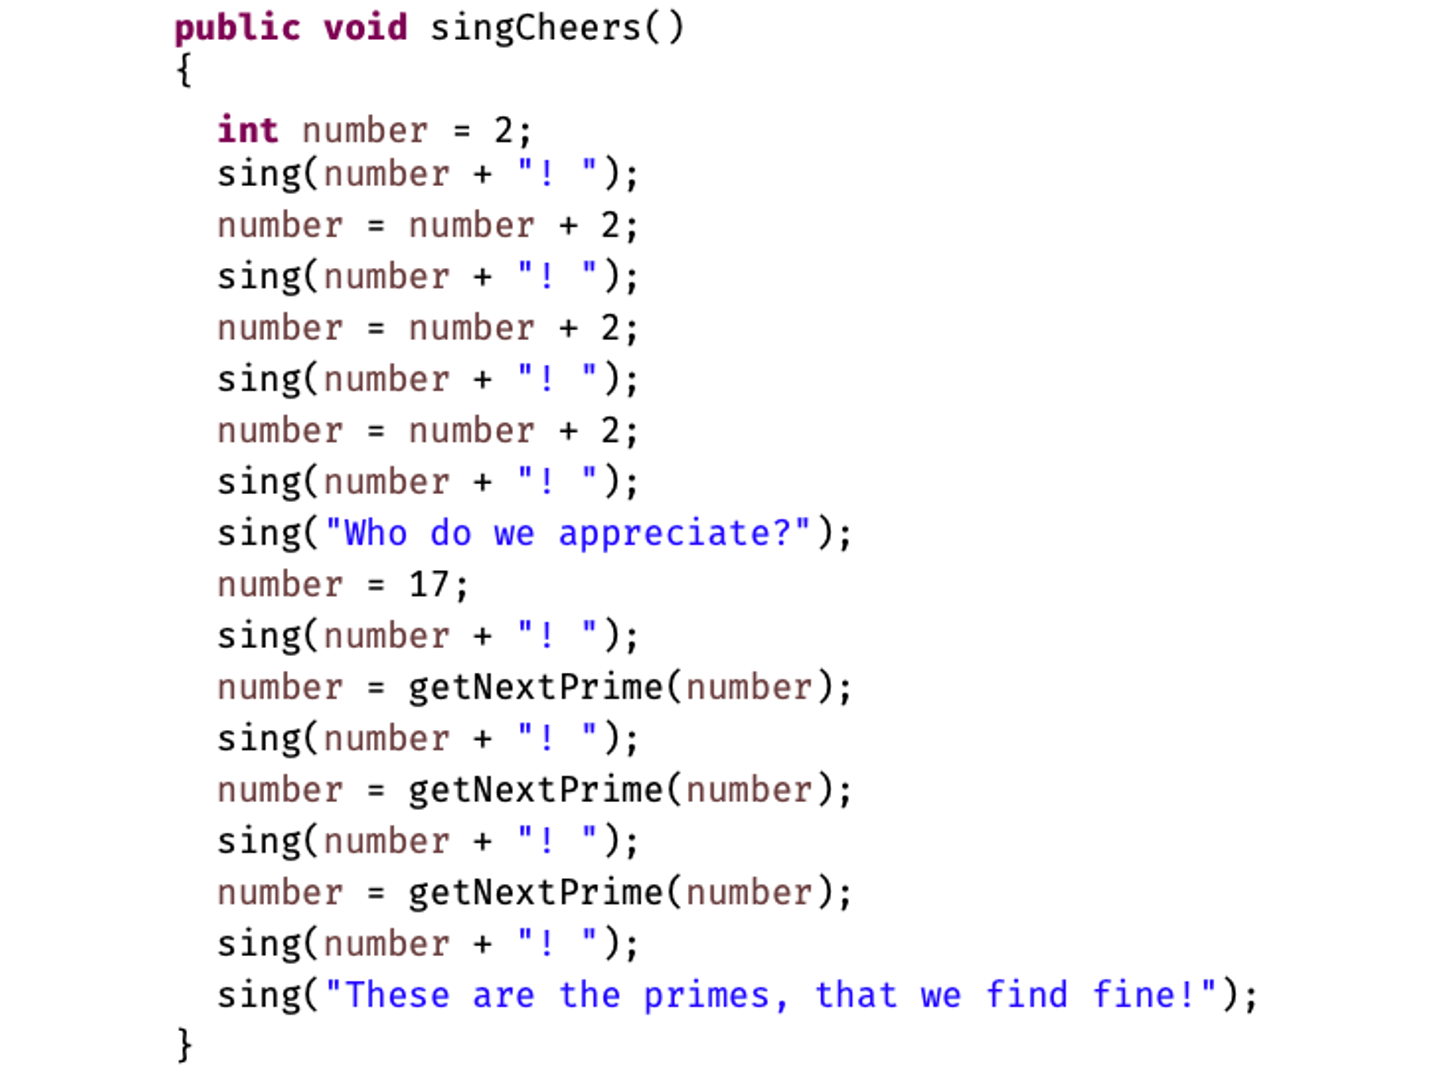 public void singCheers()
{
int number = 2;
sing(number + "! ");
number = number + 2;
sing(number + "! ");
number = number + 2;
sing(number + "! ");
number = number + 2;
sing(number + "! ");
sing("Who do we appreciate?");
number = 17;
sing(number + "! ");
number = getNextPrime(number);
sing(number + "! ");
number = getNextPrime(number);
sing(number + "! ");
number = getNextPrime(number);
sing(number + "! ");
sing("These are the primes, that we find fine!");
}